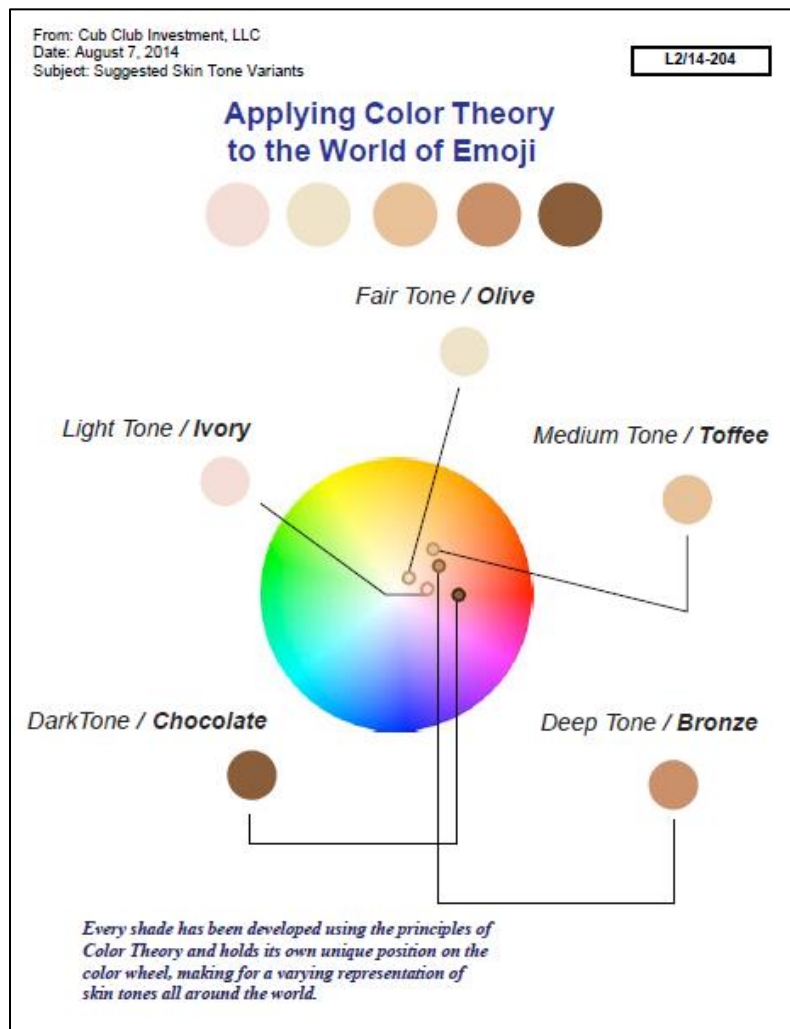 From: Cub Club Investment, LLC
Date: August 7, 2014
Subject: Suggested Skin Tone Variants
L2/14-204
Applying Color Theory
to the World of Emoji
Fair Tone / Olive
Light Tone / Ivory
Medium Tone / Toffee
DarkTone / Chocolate
Deep Tone / Bronze
Every shade has been developed using the principles of
Color Theory and holds its own unique position on the
color wheel, making for a varying representation of
skin tones all around the world.